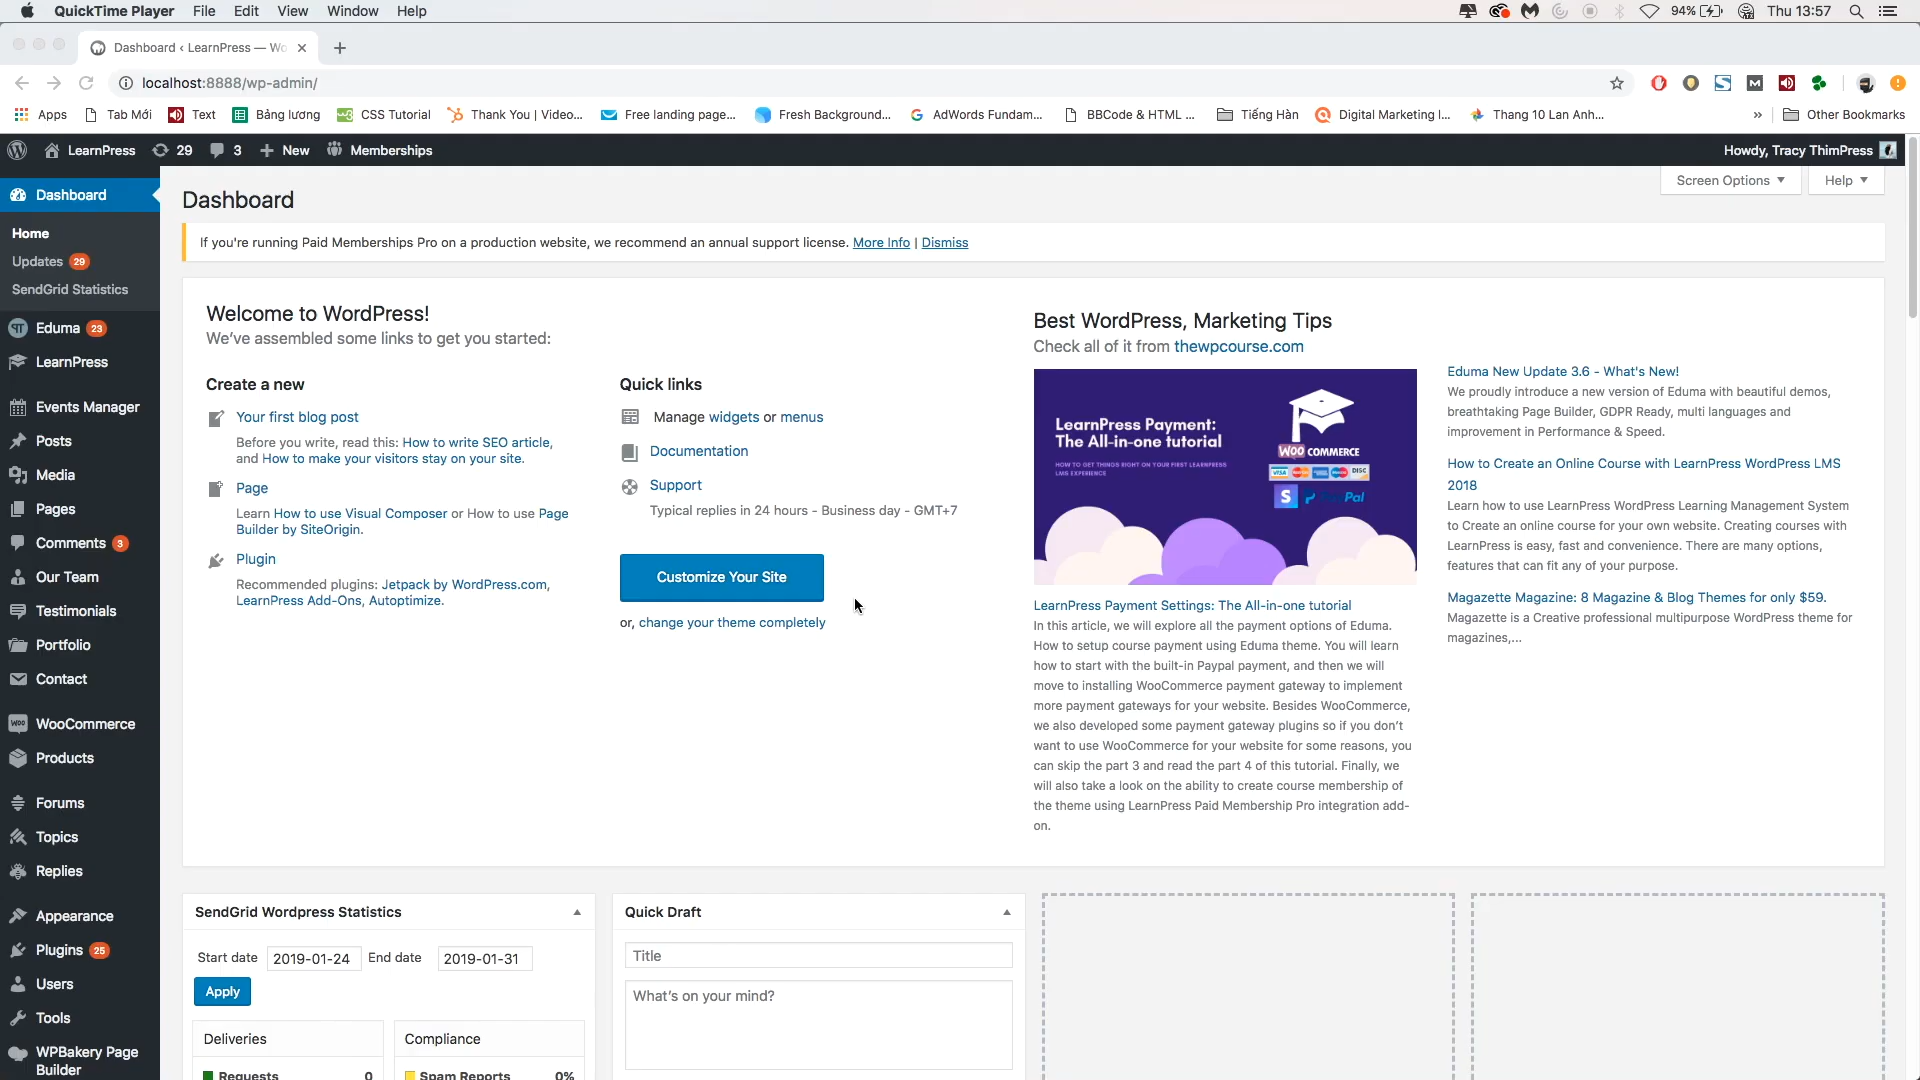 QuickTime Player File Edit View Window Help
94% Thu 13:57
Dashboard ‹ LearnPress — Wo
localhost:8888/wp-admin/
Apps Tab Mới Text Bảng lương CSS Tutorial Thank You | Video... Free landing page... Fresh Background... AdWords Fundam... BBCode & HTML ... Tiếng Hàn Digital Marketing I... Thang 10 Lan Anh... » Other Bookmarks
LearnPress 29 3 New Memberships
Howdy, Tracy ThimPress
Dashboard
Home
Updates 29
SendGrid Statistics
Eduma 23
LearnPress
Events Manager
Posts
Media
Pages
Comments 3
Our Team
Testimonials
Portfolio
Contact
WooCommerce
Products
Forums
Topics
Replies
Appearance
Plugins 25
Users
Tools
WPBakery Page
Builder
Screen Options
Help
Dashboard
If you're running Paid Memberships Pro on a production website, we recommend an annual support license. More Info | Dismiss
Welcome to WordPress!
We've assembled some links to get you started:
Create a new
Your first blog post
Before you write, read this: How to write SEO article,
and How to make your visitors stay on your site.
Page
Learn How to use Visual Composer or How to use Page
Builder by SiteOrigin.
Plugin
Recommended plugins: Jetpack by WordPress.com,
LearnPress Add-Ons, Autoptimize.
Quick links
Manage widgets or menus
Documentation
Support
Typical replies in 24 hours - Business day - GMT+7
Customize Your Site
or, change your theme completely
Best WordPress, Marketing Tips
Check all of it from thewpcourse.com
LearnPress Payment:
The All-in-one tutorial
HOW TO GET THINGS RIGHT ON YOUR FIRST LEARNPRESS
LMS EXPERIENCE
WOO COMMERCE
VISA DISC
S PayPal
LearnPress Payment Settings: The All-in-one tutorial
In this article, we will explore all the payment options of Eduma.
How to setup course payment using Eduma theme. You will learn
how to start with the built-in Paypal payment, and then we will
move to installing WooCommerce payment gateway to implement
more payment gateways for your website. Besides WooCommerce,
we also developed some payment gateway plugins so if you don't
want to use WooCommerce for your website for some reasons, you
can skip the part 3 and read the part 4 of this tutorial. Finally, we
will also take a look on the ability to create course membership of
the theme using LearnPress Paid Membership Pro integration add-
on.
Eduma New Update 3.6 - What's New!
We proudly introduce a new version of Eduma with beautiful demos,
breathtaking Page Builder, GDPR Ready, multi languages and
improvement in Performance & Speed.
How to Create an Online Course with LearnPress WordPress LMS
2018
Learn how to use LearnPress WordPress Learning Management System
to Create an online course for your own website. Creating courses with
LearnPress is easy, fast and convenience. There are many options,
features that can fit any of your purpose.
Magazette Magazine: 8 Magazine & Blog Themes for only $59.
Magazette is a Creative professional multipurpose WordPress theme for
magazines,...
SendGrid Wordpress Statistics
Start date 2019-01-24 End date 2019-01-31
Apply
Deliveries
Requests 0
Compliance
Spam Reports 0%
Quick Draft
Title
What's on your mind?